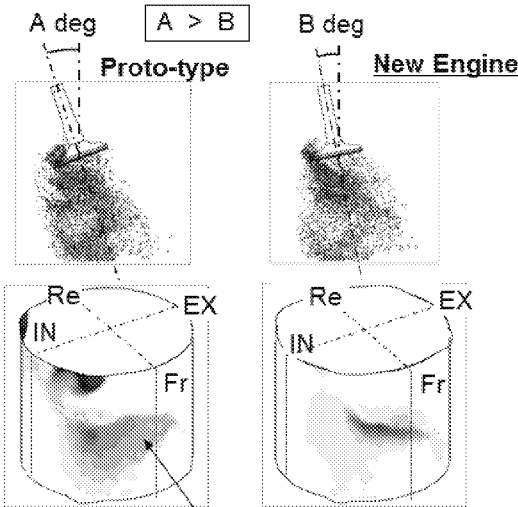 A deg
A > B
B deg
Proto-type
New Engine
Re
EX
IN
Fr
Re
EX
IN
Fr